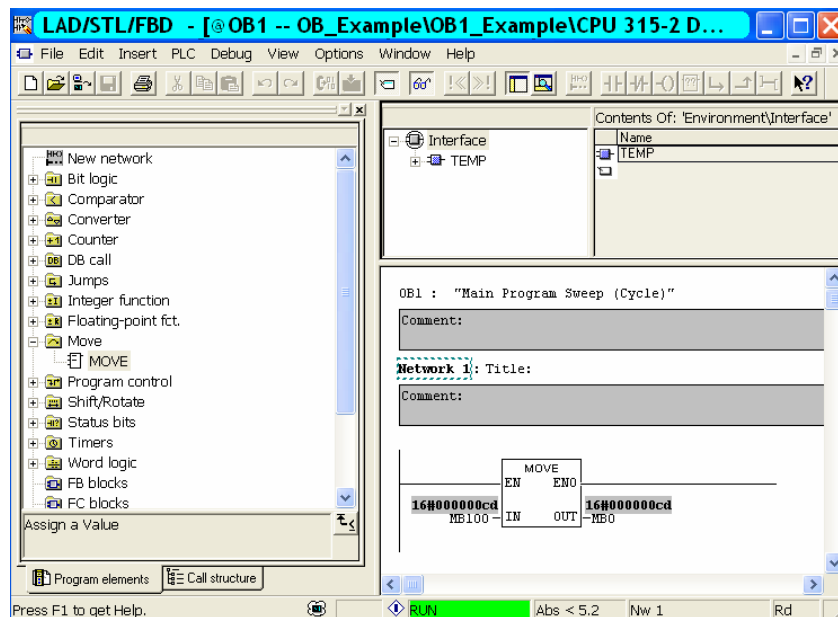 LAD/STL/FBD - [@OB1 -- OB_Example\OB1_Example\CPU 315-2 D...
File Edit Insert PLC Debug View Options Window Help
New network
Bit logic
Comparator
Converter
Counter
DB call
Jumps
Integer function
Floating-point fct.
Move
MOVE
Program control
Shift/Rotate
Status bits
Timers
Word logic
FB blocks
FC blocks
Assign a Value
Program elements
Call structure
Interface
TEMP
Contents Of: 'Environment\Interface'
Name
TEMP
OB1 : "Main Program Sweep (Cycle)"
Comment:
Network 1: Title:
Comment:
MOVE
EN ENO
16#000000cd
MB100
IN OUT
16#000000cd
MB0
Press F1 to get Help.
RUN
Abs < 5.2
Nw 1
Rd